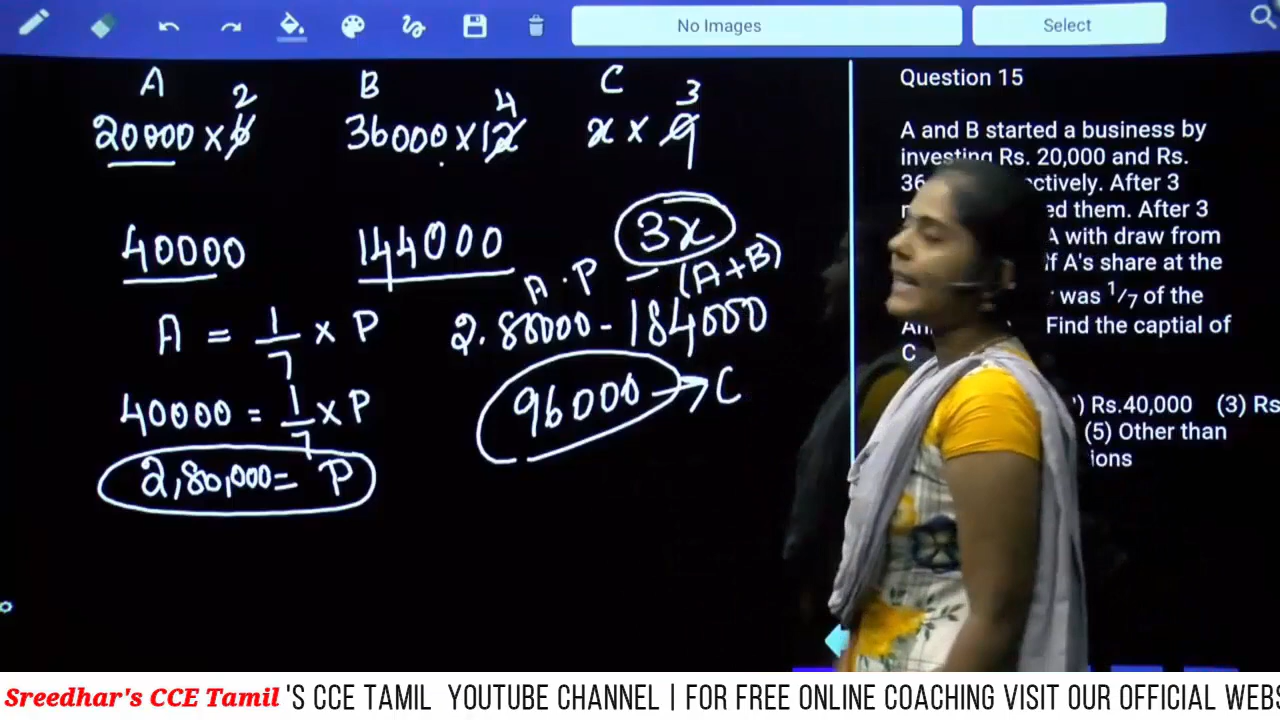 No Images
Select
A
B
C
20000 × 6 2
36000 × 12 4
x × 9 3
40000
144000
3x
A = 1/7 × P
A . P
(A+B)
2.80000 - 184000
40000 = 1/7 × P
96000 → C
2,80,000 = P
Question 15
A and B started a business by
investing Rs. 20,000 and Rs.
36 ctively. After 3
ed them. After 3
A with draw from
if A's share at the
was 1/7 of the
Find the captial of
C
Rs.40,000 (3) Rs
(5) Other than
ions
Sreedhar's CCE Tamil 'S CCE TAMIL YOUTUBE CHANNEL | FOR FREE ONLINE COACHING VISIT OUR OFFICIAL WEBS